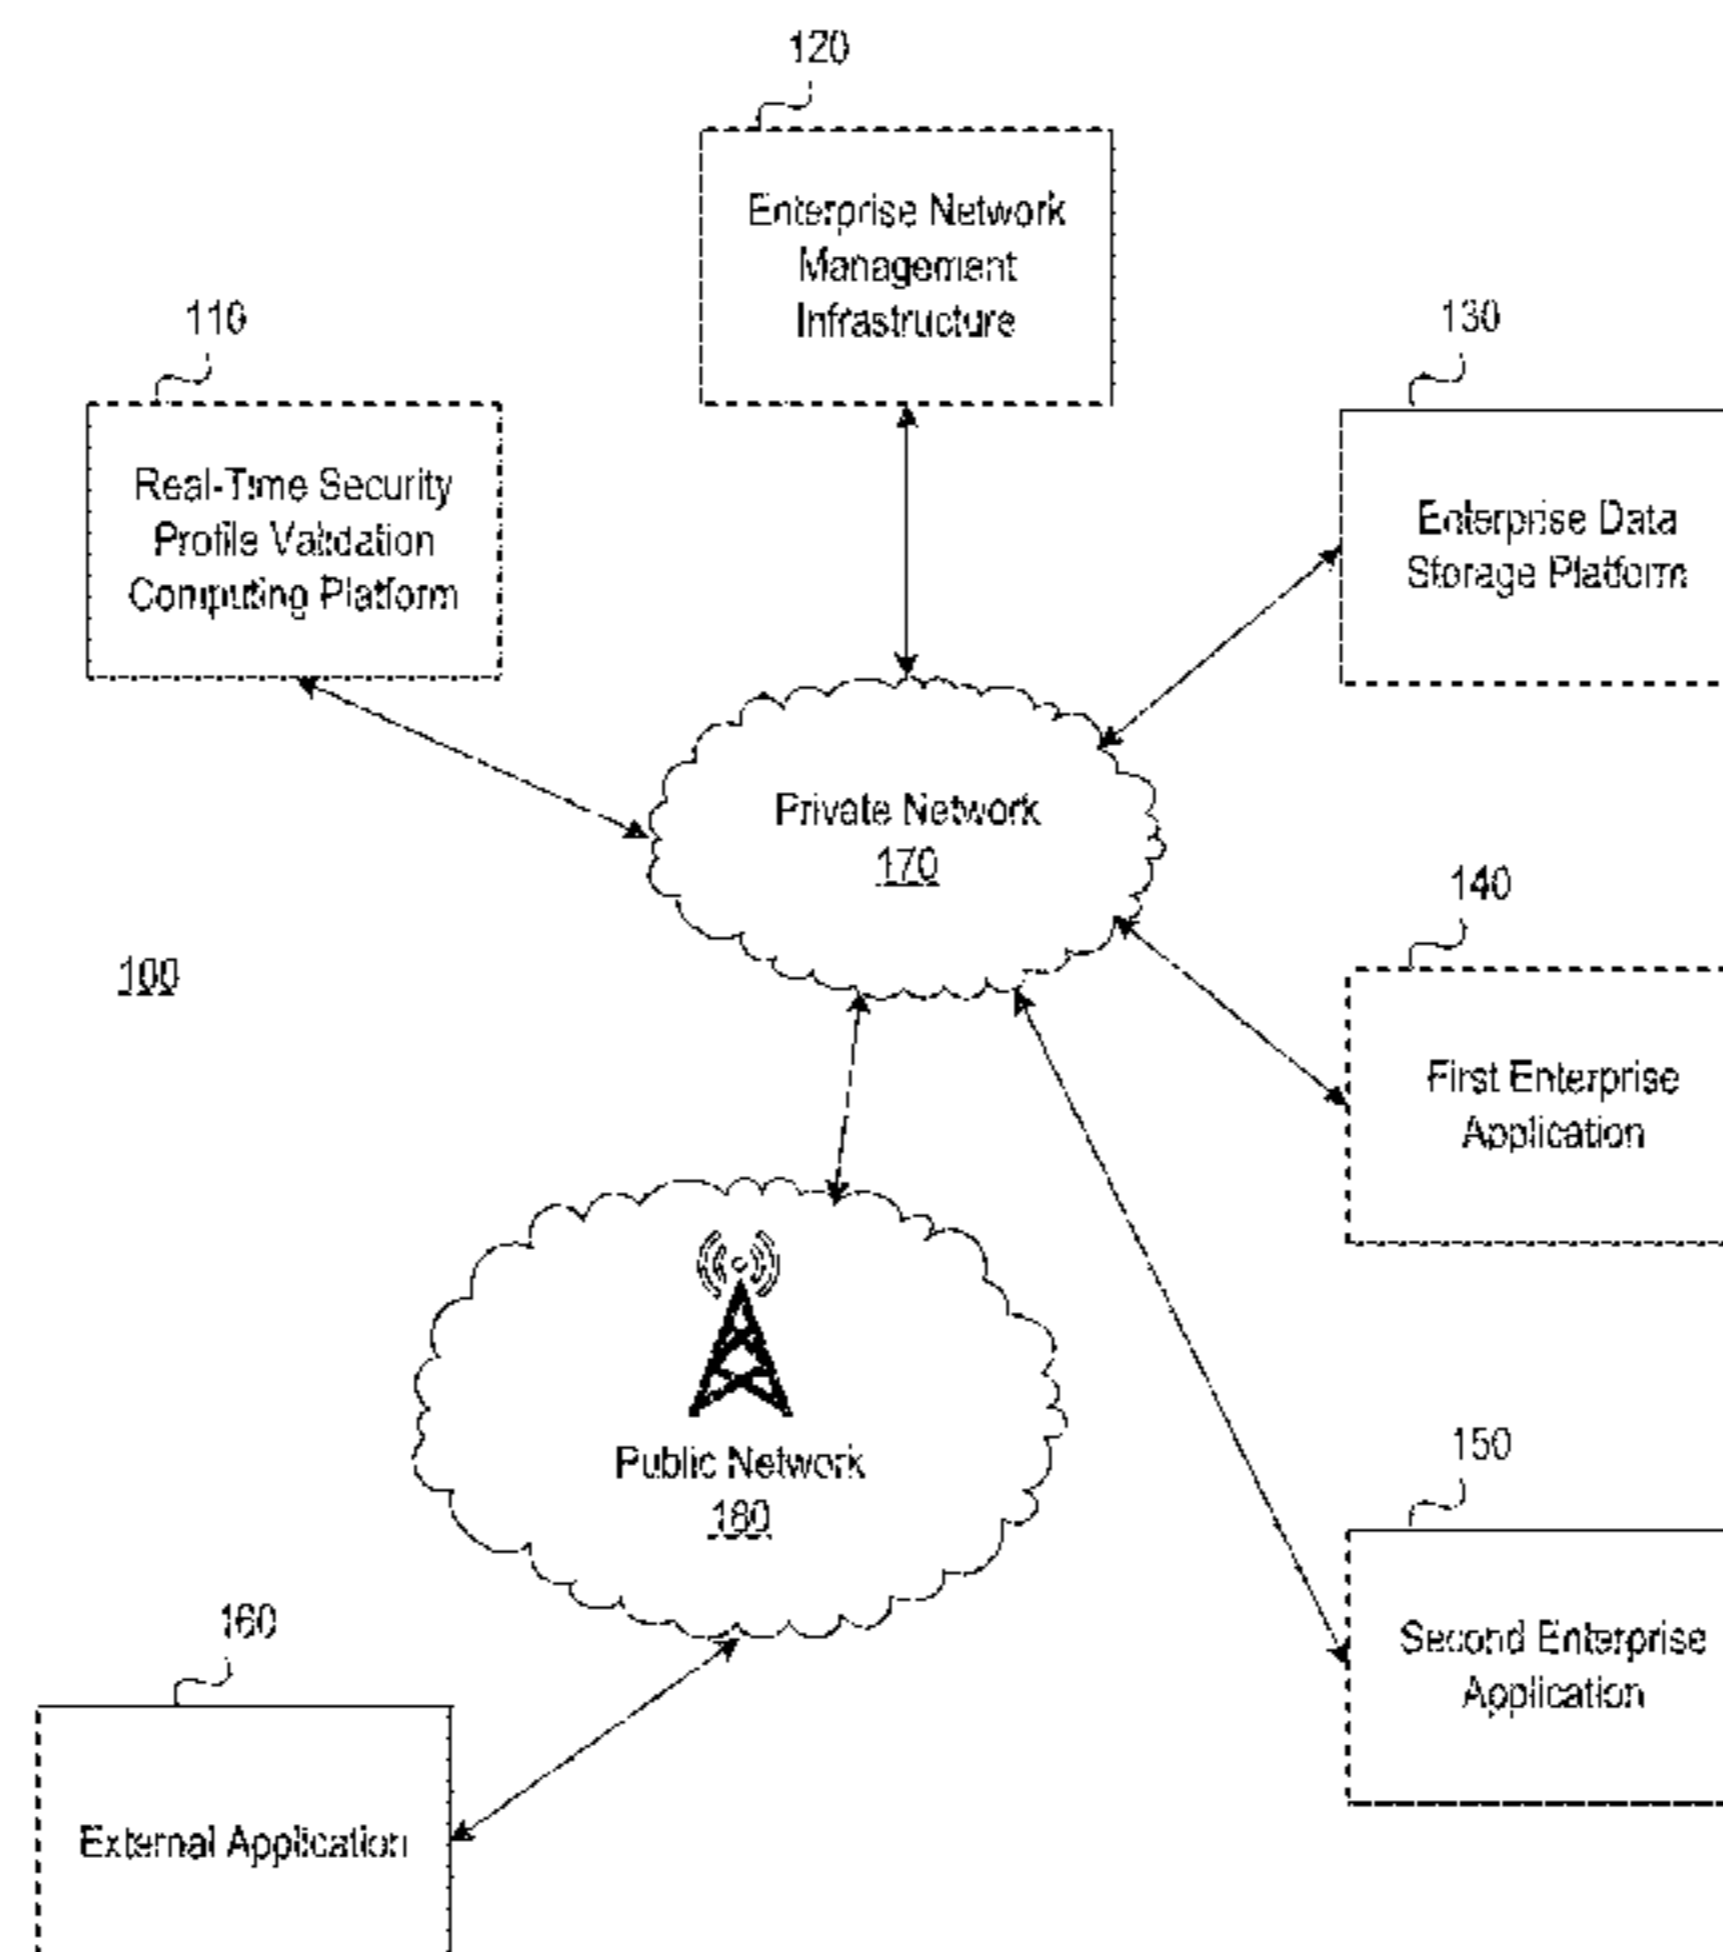 120
Enterprise Network
Management
Infrastructure
110
Real-Time Security
Profile Validation
Computing Platform
130
Enterprise Data
Storage Platform
Private Network
170
100
140
First Enterprise
Application
Public Network
180
150
Second Enterprise
Application
160
External Application